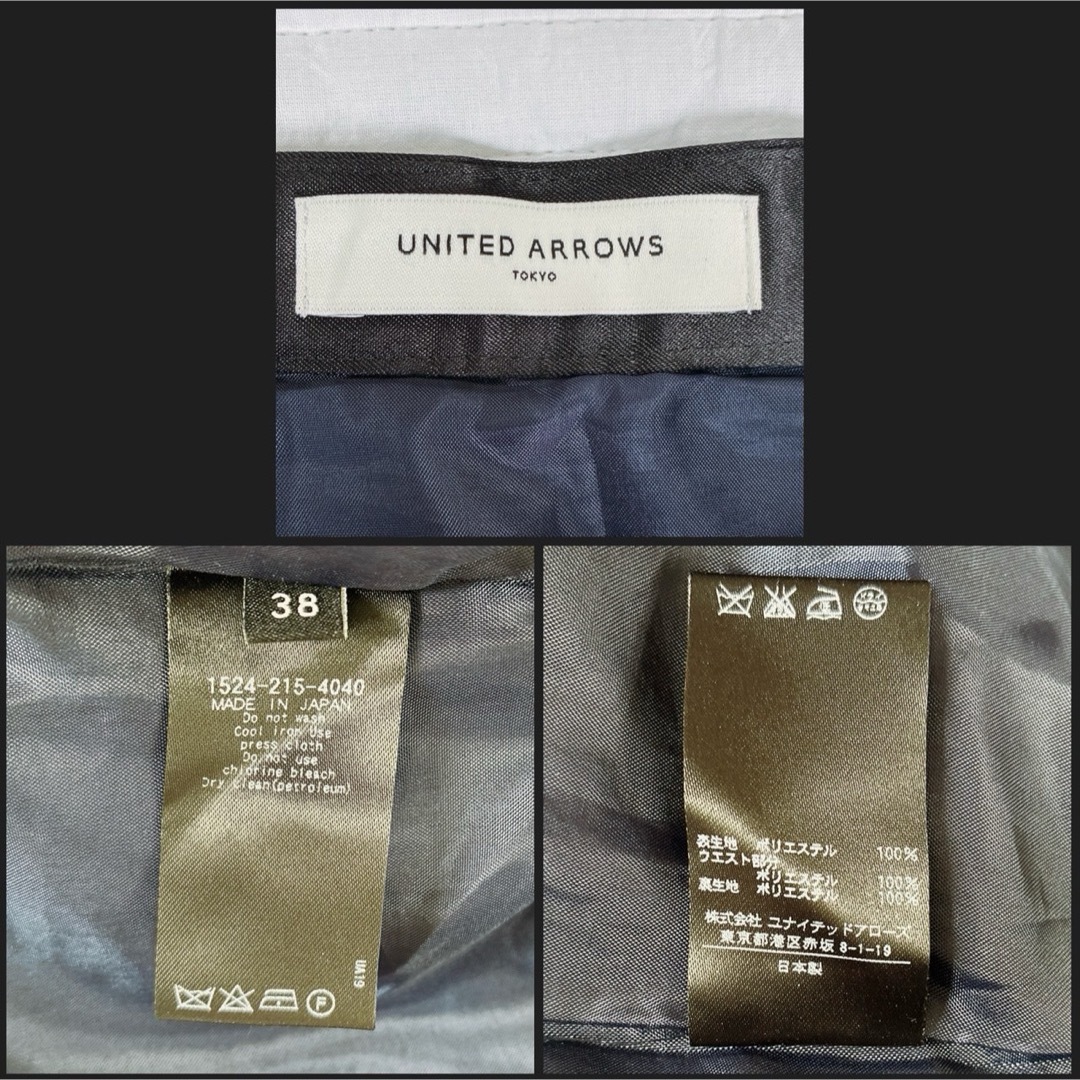 UNITED ARROWS
TOKYO
38
1524-215-4040
MADE IN JAPAN
Do not wash
Cool iron Use
press cloth
Do not use
chlorine bleach
Dry clean(petroleum)
UA19
F
表生地 ポリエステル 100%
ウエスト部分
ポリエステル 100%
裏生地 ポリエステル 100%
株式会社 ユナイテッドアローズ
東京都港区赤坂 8-1-19
日本製